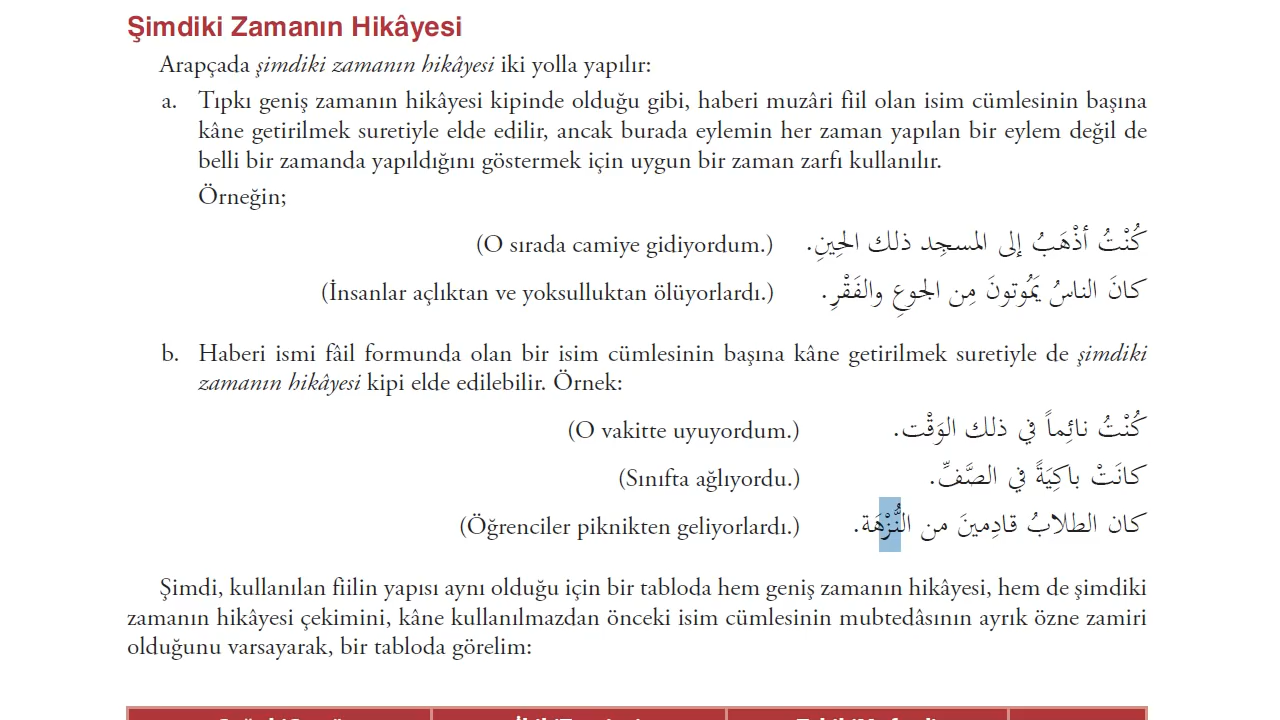 Şimdiki Zamanın Hikâyesi
Arapçada şimdiki zamanın hikâyesi iki yolla yapılır:
a. Tıpkı geniş zamanın hikâyesi kipinde olduğu gibi, haberi muzâri fiil olan isim cümlesinin başına
kâne getirilmek suretiyle elde edilir, ancak burada eylemin her zaman yapılan bir eylem değil de
belli bir zamanda yapıldığını göstermek için uygun bir zaman zarfı kullanılır.
Örneğin;
(O sırada camiye gidiyordum.) كُنْتُ أذْهَبُ إلى المسجِد ذلك الحِينِ.
(İnsanlar açlıktan ve yoksulluktan ölüyorlardı.) كانَ الناسُ يَمُوتونَ مِن الجوعِ والفَقْرِ.
b. Haberi ismi fâil formunda olan bir isim cümlesinin başına kâne getirilmek suretiyle de şimdiki
zamanın hikâyesi kipi elde edilebilir. Örnek:
(O vakitte uyuyordum.) كُنْتُ نائِماً في ذلك الوَقْت.
(Sınıfta ağlıyordu.) كانَتْ باكِيَةً في الصَّفِّ.
(Öğrenciler piknikten geliyorlardı.) كان الطلابُ قادِمينَ من النُّزْهَة.
Şimdi, kullanılan fiilin yapısı aynı olduğu için bir tabloda hem geniş zamanın hikâyesi, hem de şimdiki
zamanın hikâyesi çekimini, kâne kullanılmazdan önceki isim cümlesinin mubtedâsının ayrık özne zamiri
olduğunu varsayarak, bir tabloda görelim: